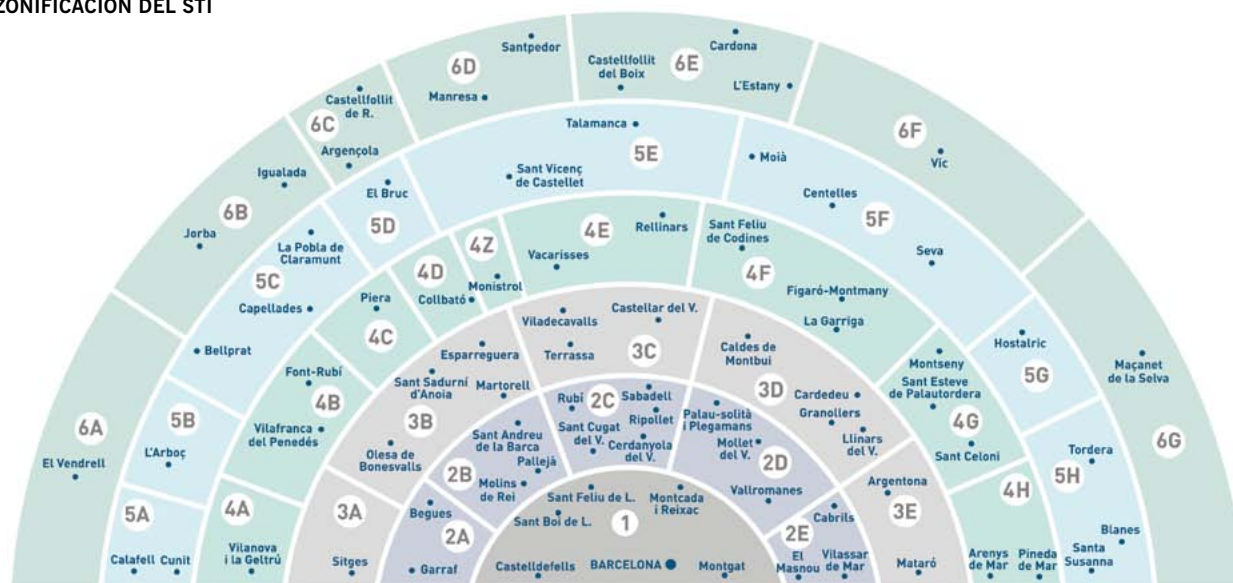 ZONIFICACIÓN DEL STI
6A
El Vendrell
6B
Jorba
Igualada
6C
Castellfollit
de R.
Argençola
6D
Santpedor
Manresa
6E
Castellfollit
del Boix
Cardona
L'Estany
6F
Vic
6G
Maçanet
de la Selva
5A
Calafell
Cunit
5B
L'Arboç
5C
La Pobla de
Claramunt
Capellades
Bellprat
5D
El Bruc
5E
Talamanca
Sant Vicenç
de Castellet
5F
Moià
Centelles
Seva
5G
Hostalric
5H
Tordera
Blanes
Santa
Susanna
4A
Vilanova
i la Geltrú
4B
Font-Rubí
Vilafranca
del Penedés
4C
Piera
4D
Collbató
4Z
Monistrol
4E
Vacarisses
Rellinars
4F
Sant Feliu
de Codines
Figaró-Montmany
La Garriga
4G
Montseny
Sant Esteve
de Palautordera
Sant Celoni
4H
Arenys
de Mar
Pineda
de Mar
3A
Sitges
3B
Esparreguera
Sant Sadurní
d'Anoia
Martorell
Olesa de
Bonesvalls
3C
Viladecavalls
Castellar del V.
Terrassa
3D
Caldes de
Montbui
Cardedeu
Granollers
Llinars
del V.
3E
Argentona
Mataró
2A
Begues
Garraf
2B
Sant Andreu
de la Barca
Pallejà
Molins
de Rei
2C
Rubí
Sabadell
Sant Cugat
del V.
Ripollet
Cerdanyola
del V.
2D
Palau-solità
i Plegamans
Mollet
del V.
Vallromanes
2E
Cabrils
El
Masnou
Vilassar
de Mar
1
Sant Feliu de L.
Montcada
i Reixac
Sant Boi de L.
Castelldefells
BARCELONA
Montgat